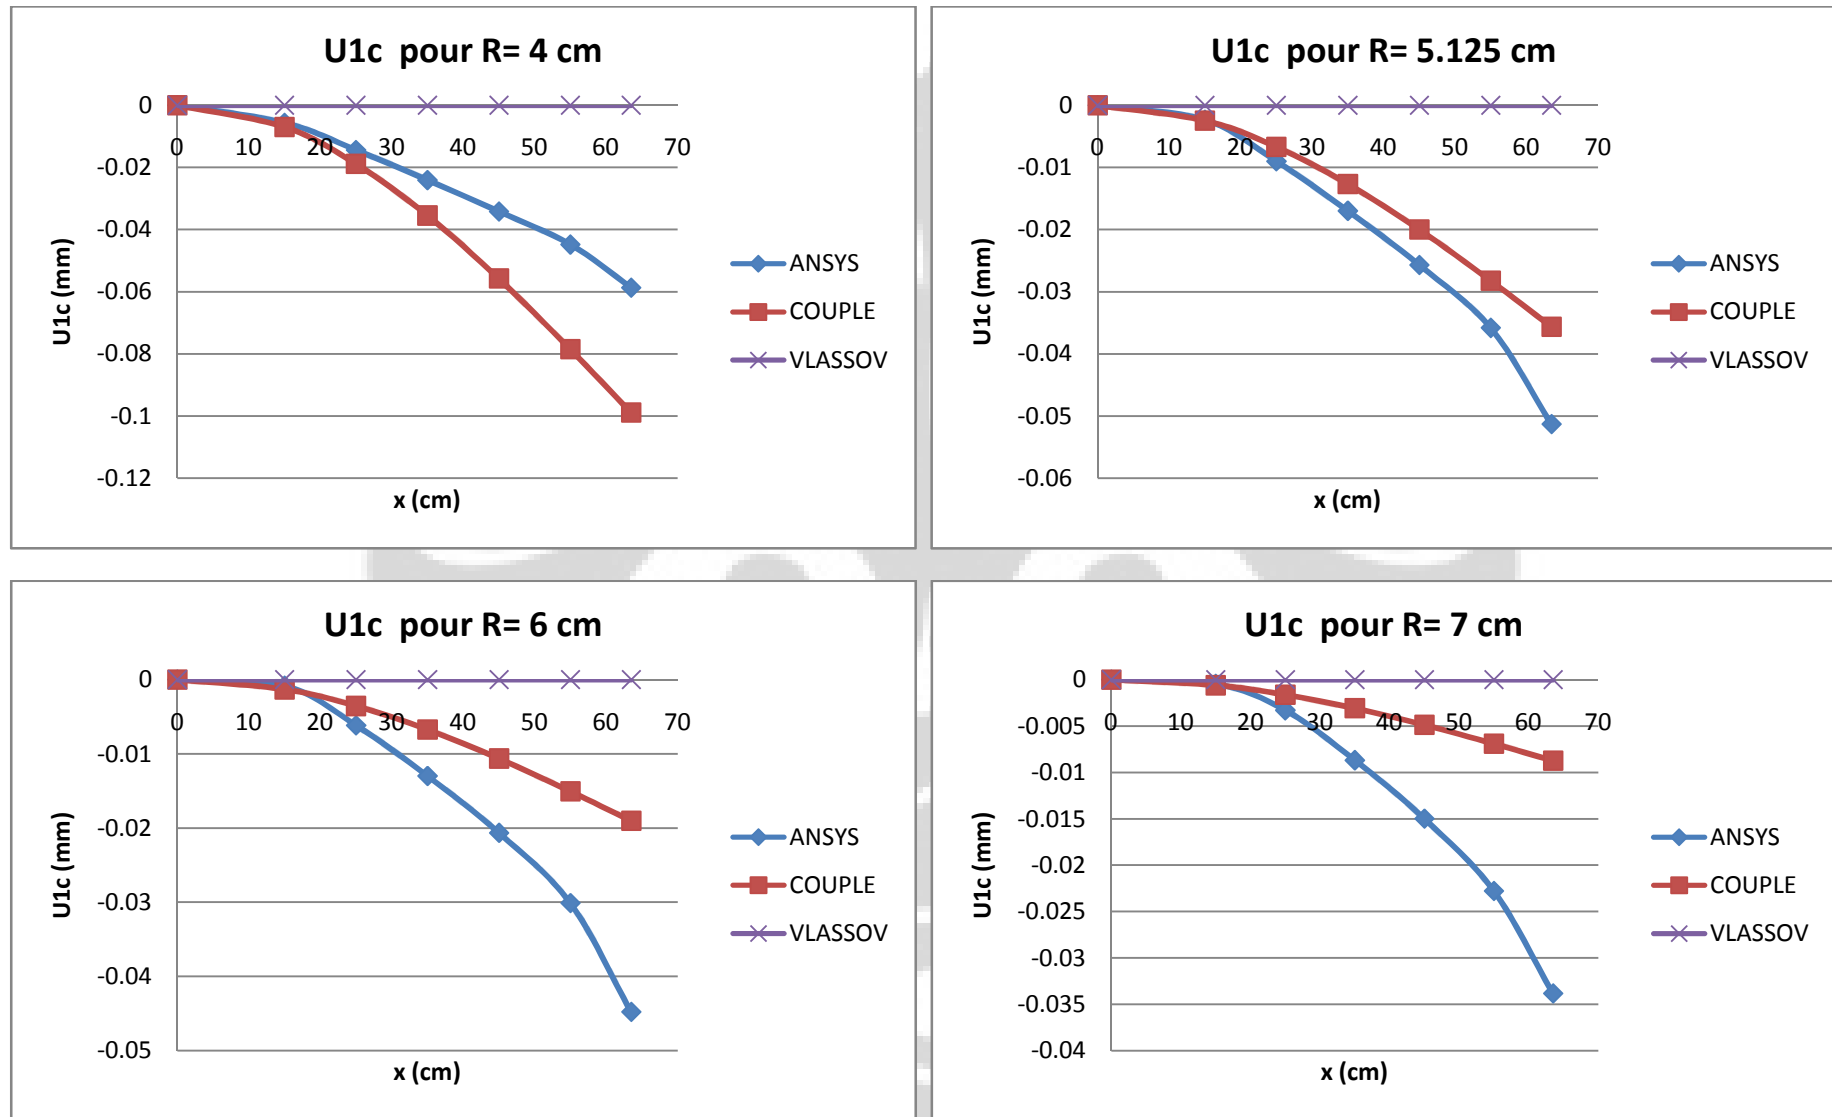 U1c pour R= 4 cm
0
-0.02
-0.04
-0.06
-0.08
-0.1
-0.12
0 10 20 30 40 50 60 70
U1c (mm)
x (cm)
ANSYS
COUPLE
VLASSOV
U1c pour R= 5.125 cm
0
-0.01
-0.02
-0.03
-0.04
-0.05
-0.06
0 10 20 30 40 50 60 70
U1c (mm)
x (cm)
ANSYS
COUPLE
VLASSOV
U1c pour R= 6 cm
0
-0.01
-0.02
-0.03
-0.04
-0.05
0 10 20 30 40 50 60 70
U1c (mm)
x (cm)
ANSYS
COUPLE
VLASSOV
U1c pour R= 7 cm
0
-0.005
-0.01
-0.015
-0.02
-0.025
-0.03
-0.035
-0.04
0 10 20 30 40 50 60 70
U1c (mm)
x (cm)
ANSYS
COUPLE
VLASSOV